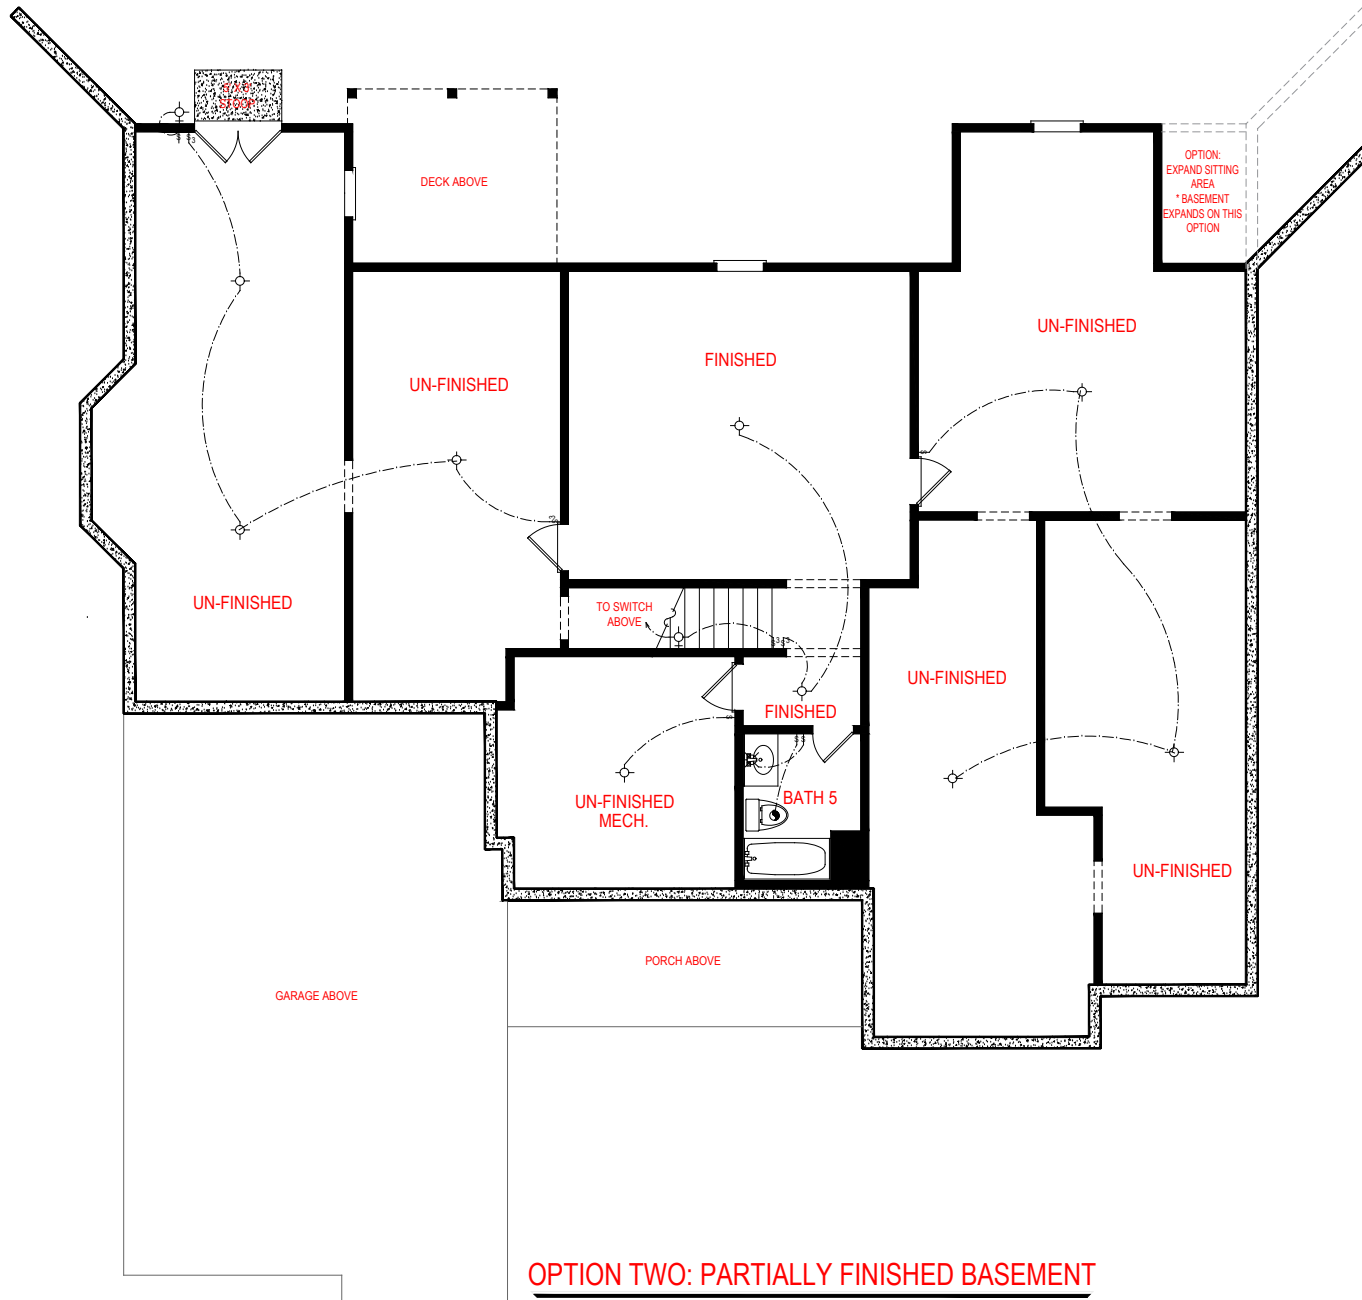 DECK ABOVE
OPTION:
EXPAND SITTING
AREA
* BASEMENT
EXPANDS ON THIS
OPTION
UN-FINISHED
FINISHED
UN-FINISHED
UN-FINISHED
TO SWITCH
ABOVE
UN-FINISHED
FINISHED
UN-FINISHED
MECH.
BATH 5
UN-FINISHED
PORCH ABOVE
GARAGE ABOVE
OPTION TWO: PARTIALLY FINISHED BASEMENT